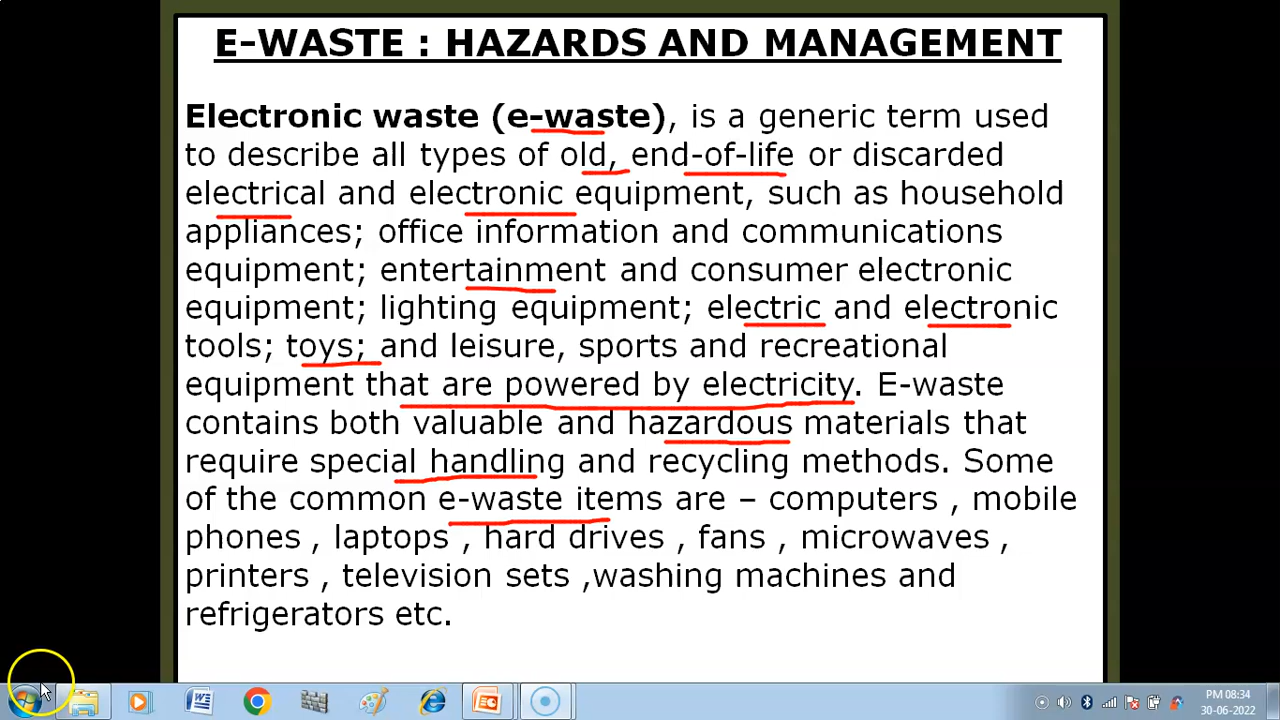 E-WASTE : HAZARDS AND MANAGEMENT
Electronic waste (e-waste), is a generic term used
to describe all types of old, end-of-life or discarded
electrical and electronic equipment, such as household
appliances; office information and communications
equipment; entertainment and consumer electronic
equipment; lighting equipment; electric and electronic
tools; toys; and leisure, sports and recreational
equipment that are powered by electricity. E-waste
contains both valuable and hazardous materials that
require special handling and recycling methods. Some
of the common e-waste items are – computers , mobile
phones , laptops , hard drives , fans , microwaves ,
printers , television sets ,washing machines and
refrigerators etc.
PM 08:34
30-06-2022